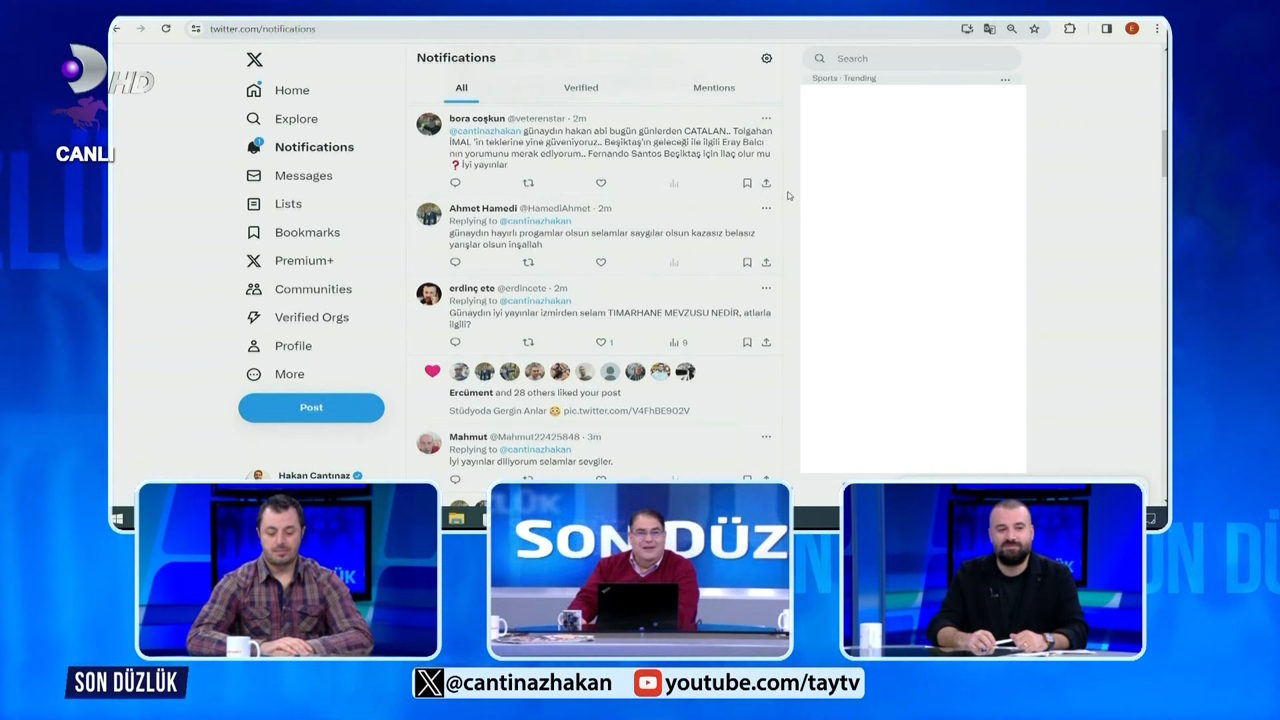 twitter.com/notifications
E
HD
CANLI
Home
Explore
1
Notifications
Messages
Lists
Bookmarks
Premium+
Communities
Verified Orgs
Profile
More
Post
Hakan Cantınaz
Notifications
All
Verified
Mentions
bora coşkun @veterenstar · 2m
@cantinazhakan günaydın hakan abi bugün günlerden CATALAN.. Tolgahan
İMAL 'in teklerine yine güveniyoruz.. Beşiktaş'ın geleceği ile ilgili Eray Balcı
nın yorumunu merak ediyorum.. Fernando Santos Beşiktaş için ilaç olur mu
❓İyi yayınlar
Ahmet Hamedi @HamediAhmet · 2m
Replying to @cantinazhakan
günaydın hayırlı progamlar olsun selamlar saygılar olsun kazasız belasız
yarışlar olsun inşallah
erdinç ete @erdincete · 2m
Replying to @cantinazhakan
Günaydın iyi yayınlar izmirden selam TIMARHANE MEVZUSU NEDİR, atlarla
ilgili?
1
9
Ercüment and 28 others liked your post
Stüdyoda Gergin Anlar 😳 pic.twitter.com/V4FhBE9O2V
Mahmut @Mahmut22425848 · 3m
Replying to @cantinazhakan
İyi yayınlar diliyorum selamlar sevgiler.
Search
Sports · Trending
SON DÜZ
SON DÜZLÜK
@cantinazhakan
youtube.com/taytv